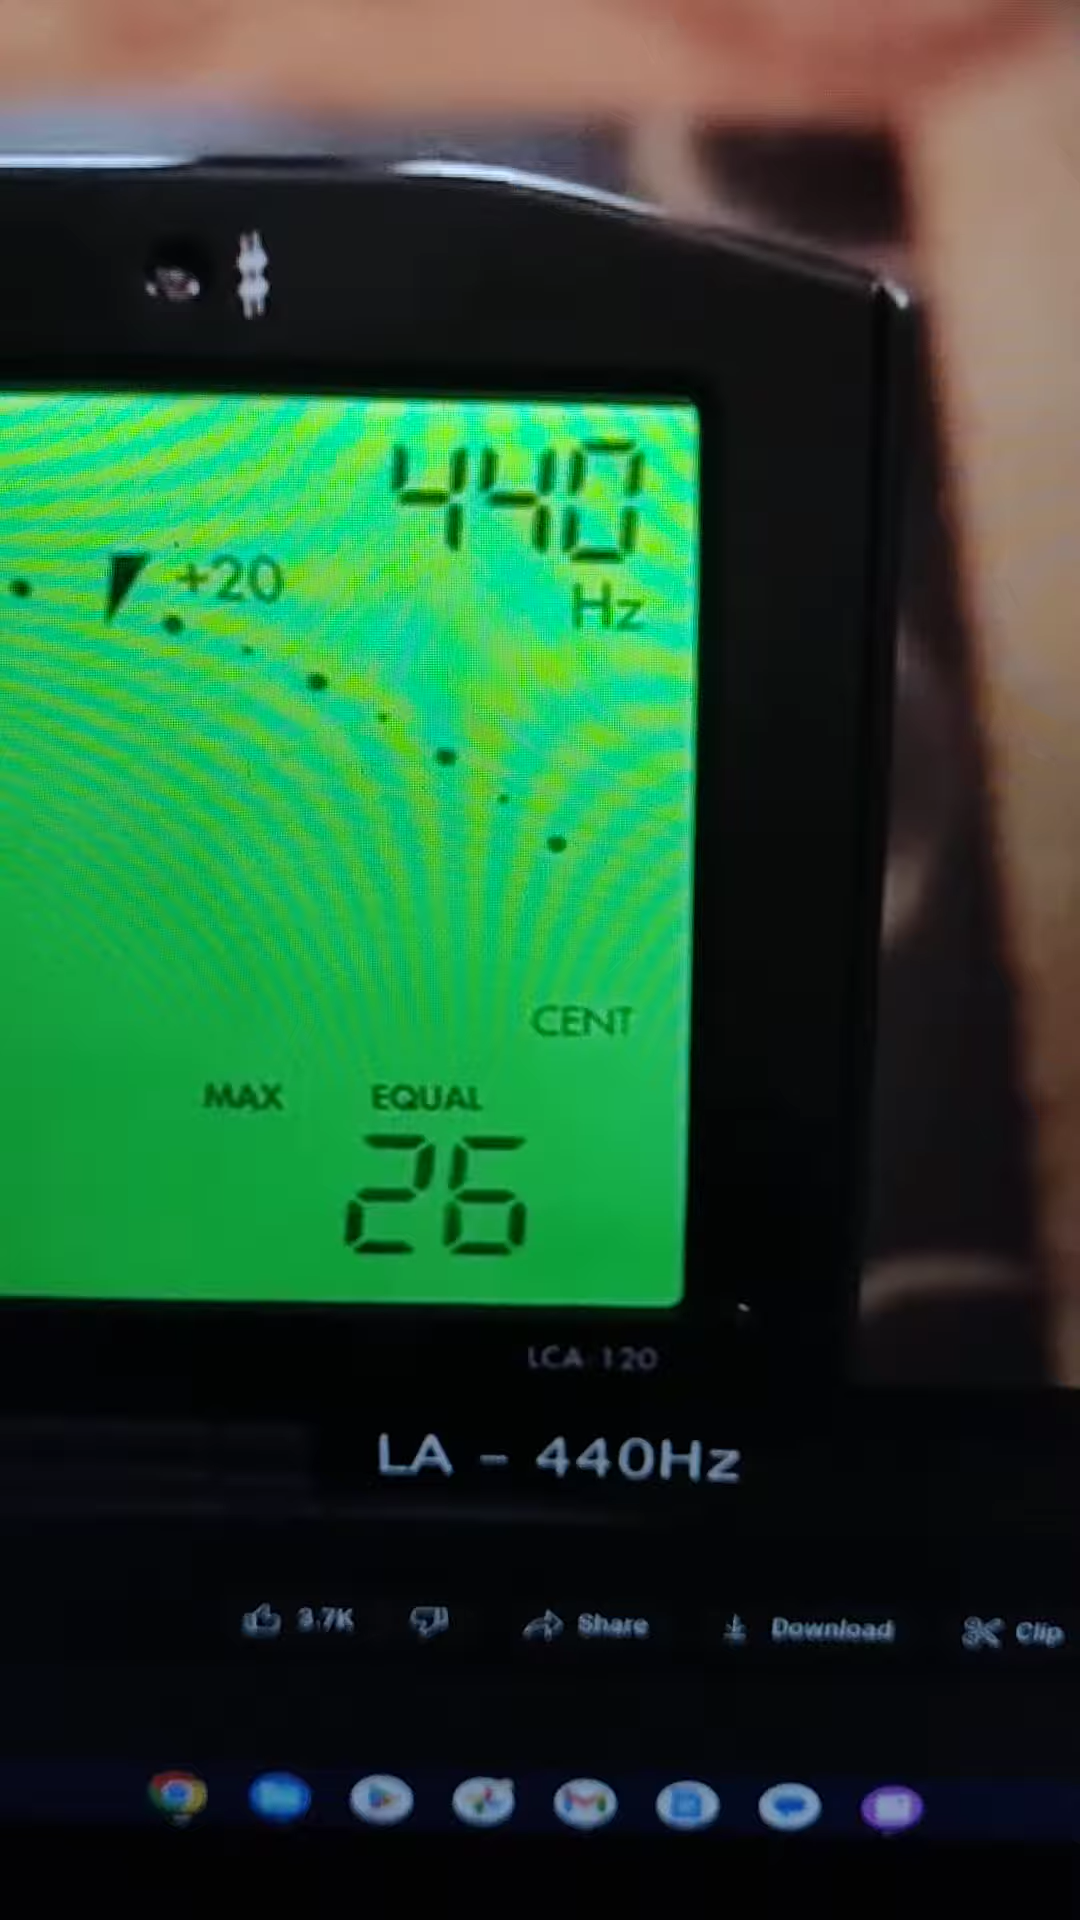 440
+20
Hz
CENT
MAX EQUAL
26
LCA-120
LA - 440Hz
3.7K Share Download Clip